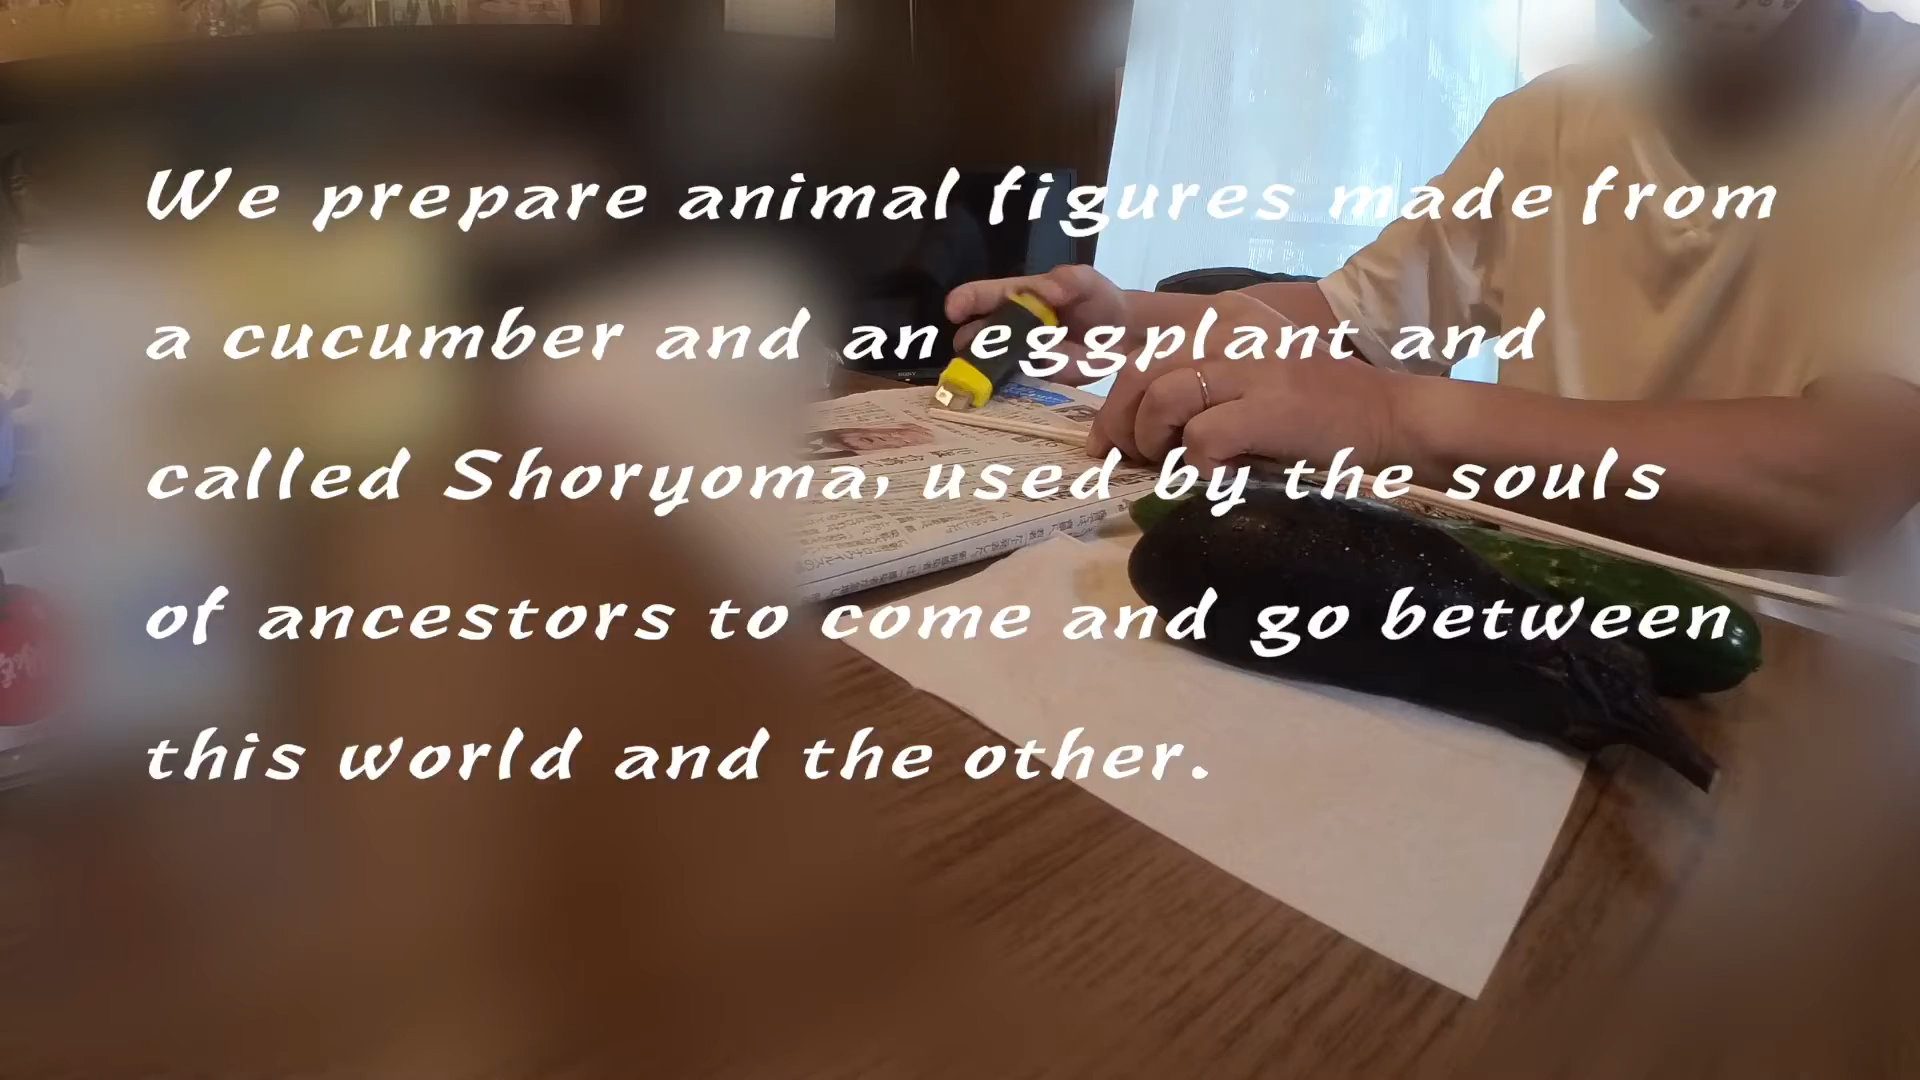 We prepare animal figures made from
a cucumber and an eggplant and
called Shoryoma, used by the souls
of ancestors to come and go between
this world and the other.